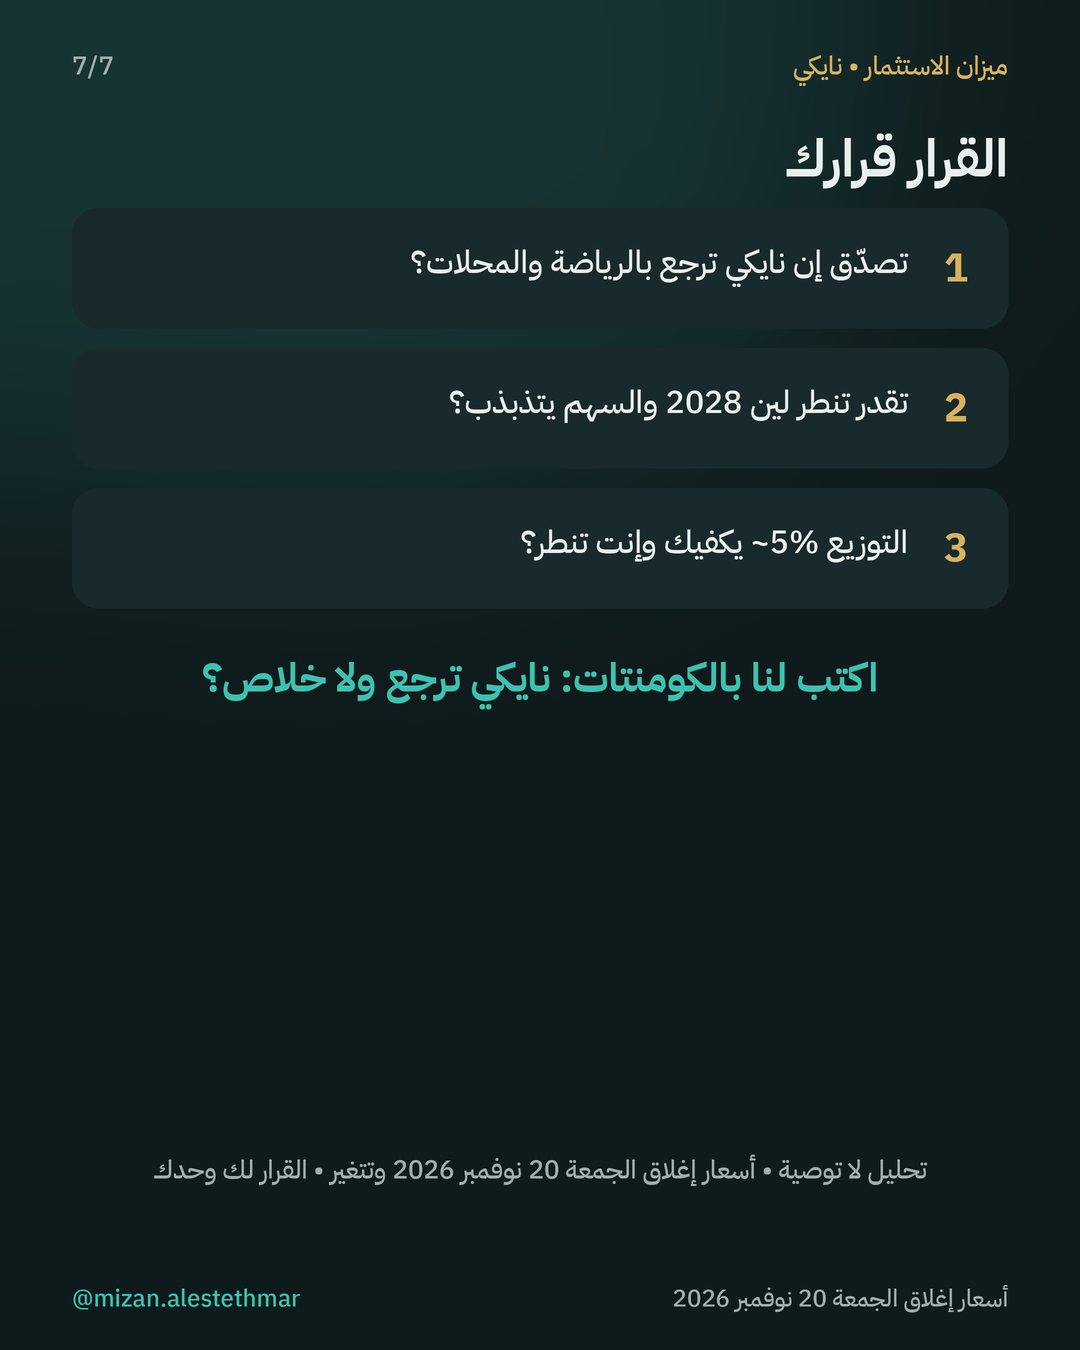 ميزان الاستثمار • نايكي
7/7
القرار قرارك
1 تصدّق إن نايكي ترجع بالرياضة والمحلات؟
2 تقدر تنطر لين 2028 والسهم يتذبذب؟
3 التوزيع 5%~ يكفيك وإنت تنطر؟
اكتب لنا بالكومنتات: نايكي ترجع ولا خلاص؟
تحليل لا توصية • أسعار إغلاق الجمعة 20 نوفمبر 2026 وتتغير • القرار لك وحدك
أسعار إغلاق الجمعة 20 نوفمبر 2026
@mizan.alestethmar